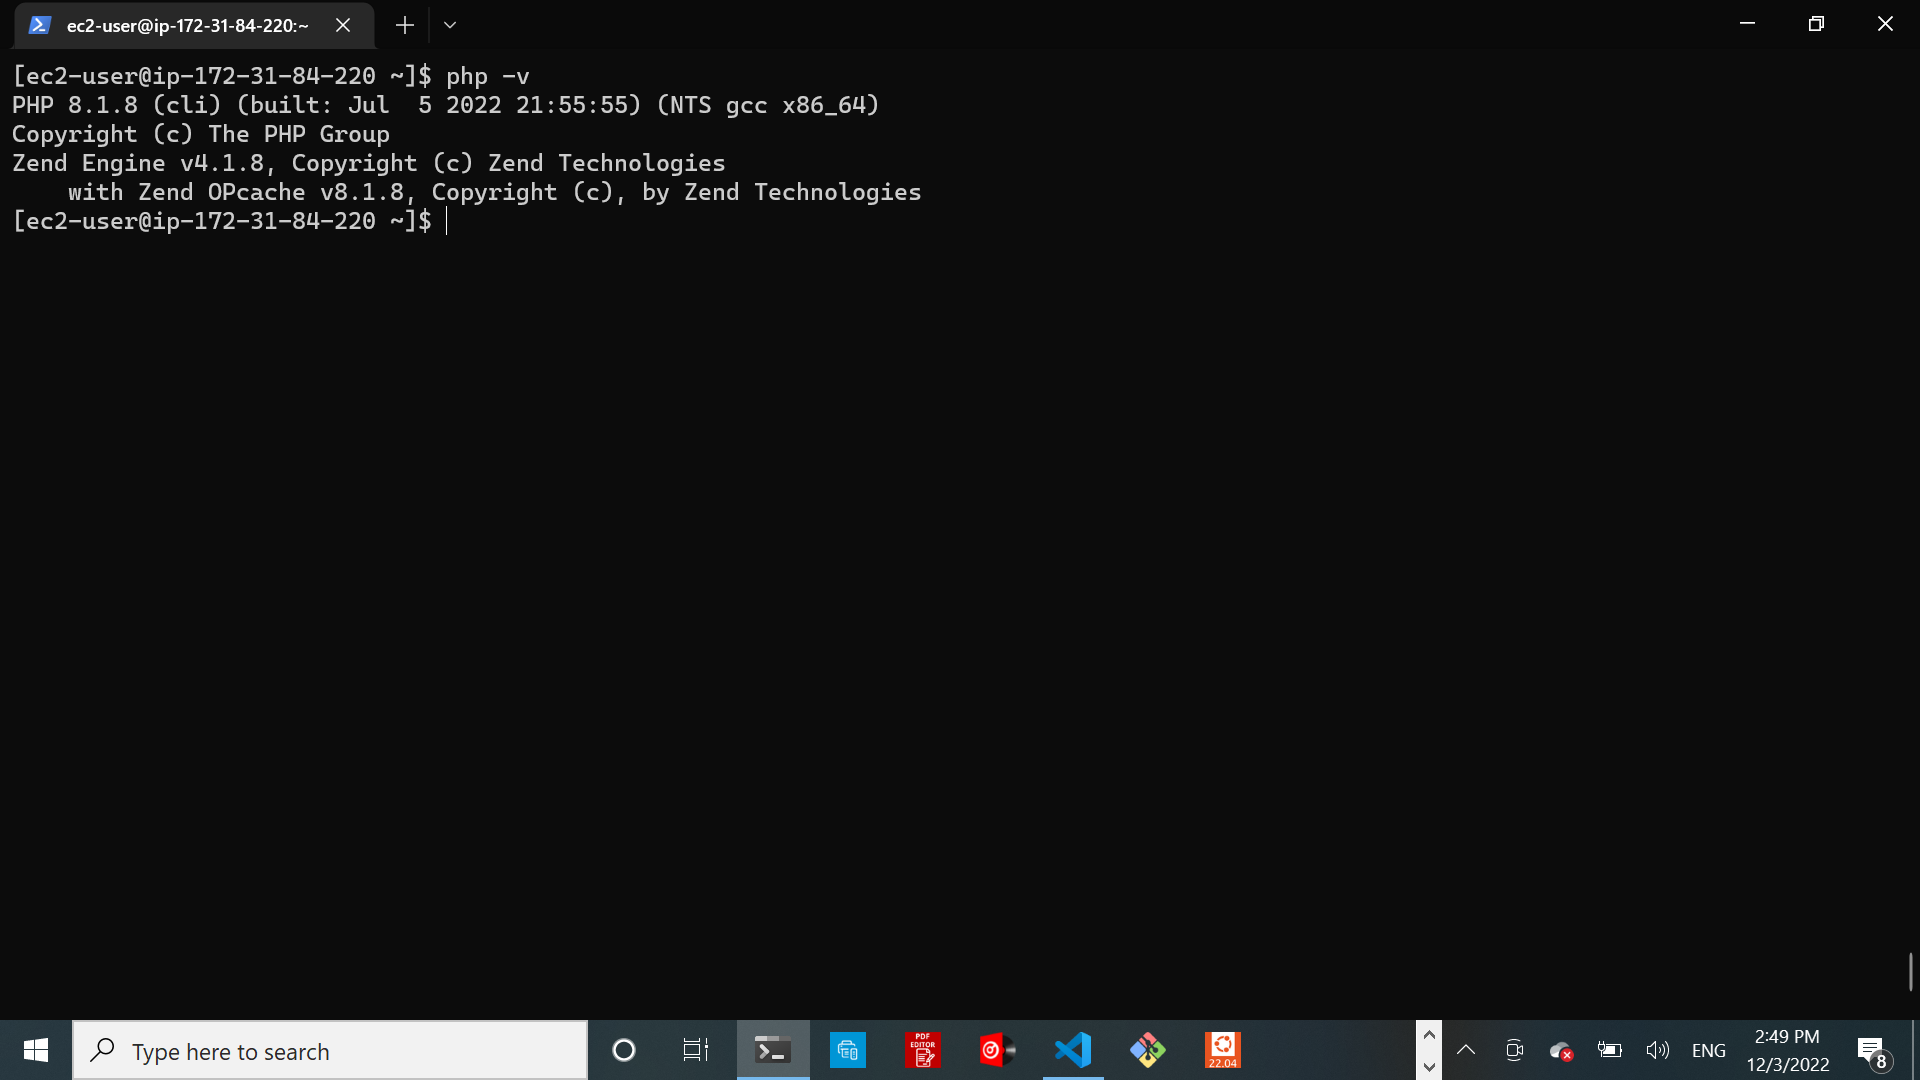 ec2-user@ip-172-31-84-220:~
[ec2-user@ip-172-31-84-220 ~]$ php -v
PHP 8.1.8 (cli) (built: Jul  5 2022 21:55:55) (NTS gcc x86_64)
Copyright (c) The PHP Group
Zend Engine v4.1.8, Copyright (c) Zend Technologies
    with Zend OPcache v8.1.8, Copyright (c), by Zend Technologies
[ec2-user@ip-172-31-84-220 ~]$
Type here to search
PDF
EDITOR
22.04
ENG
2:49 PM
12/3/2022
8